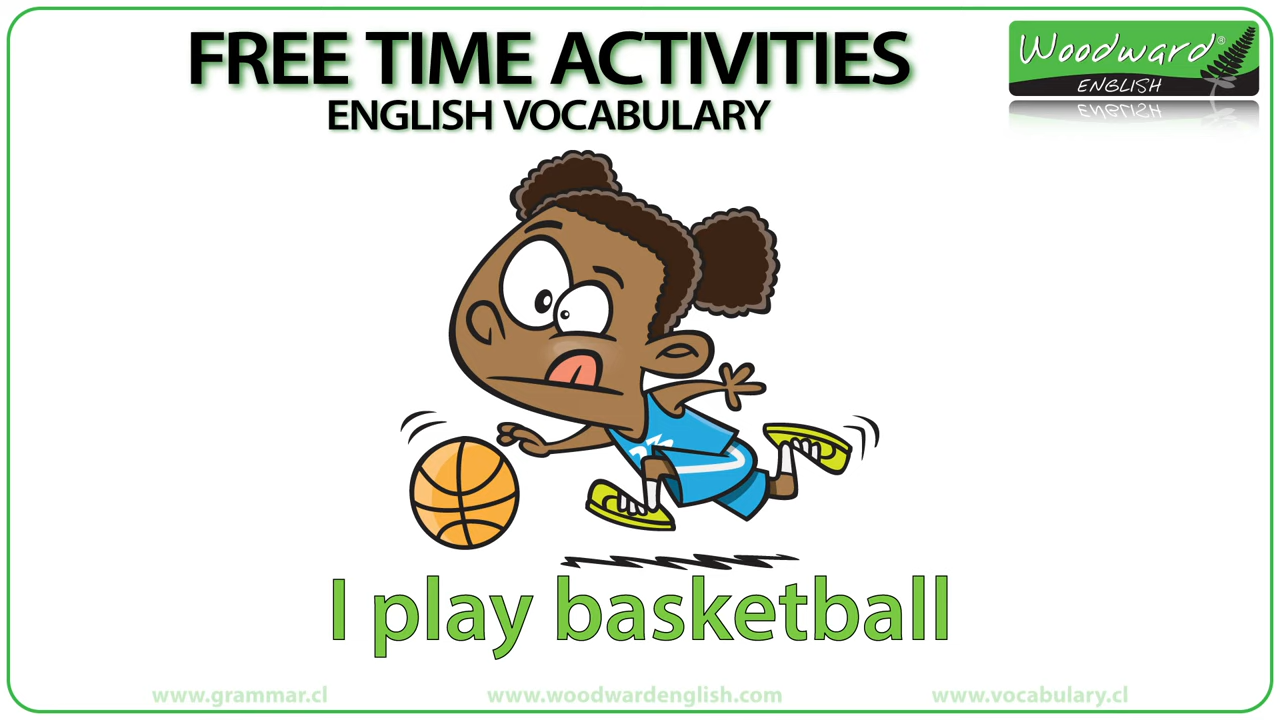 FREE TIME ACTIVITIES
ENGLISH VOCABULARY
Woodward®
ENGLISH
I play basketball
www.grammar.cl
www.woodwardenglish.com
www.vocabulary.cl